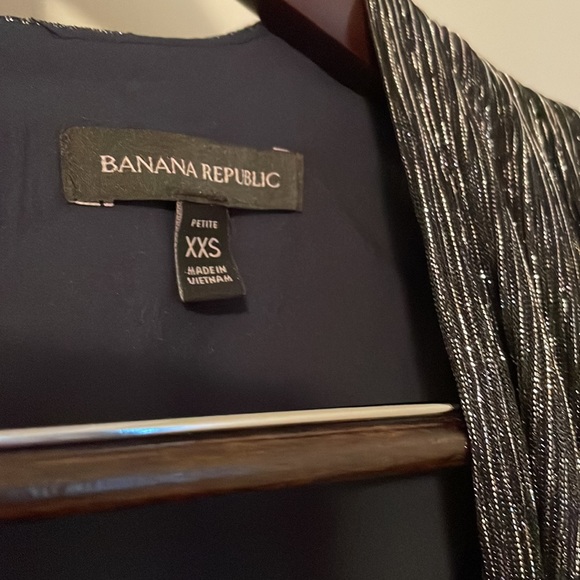 BANANA REPUBLIC
PETITE
XXS
MADE IN
VIETNAM